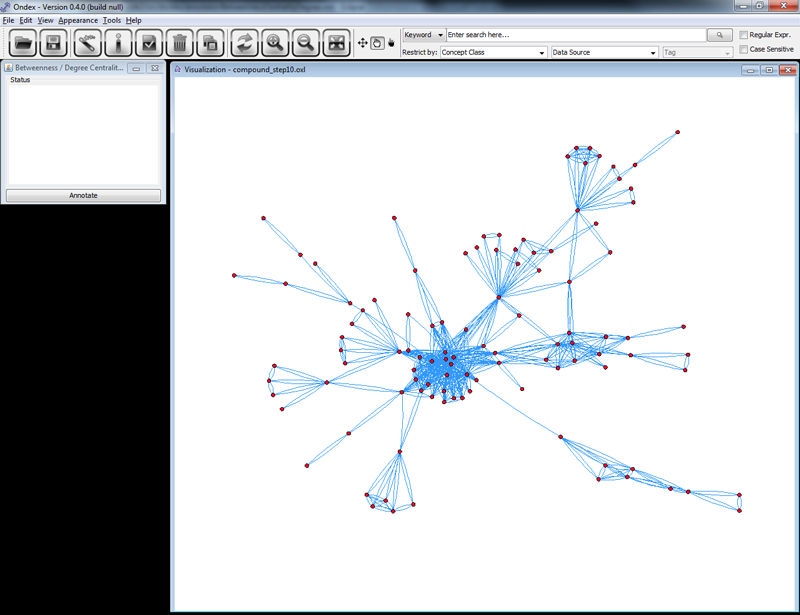 Ondex - Version 0.4.0 (build null)
File Edit View Appearance Tools Help
Keyword Enter search here... Regular Expr.
Restrict by: Concept Class Data Source Tag Case Sensitive
Betweenness / Degree Centralit... Visualization - compound_step10.oxl
Status
Annotate